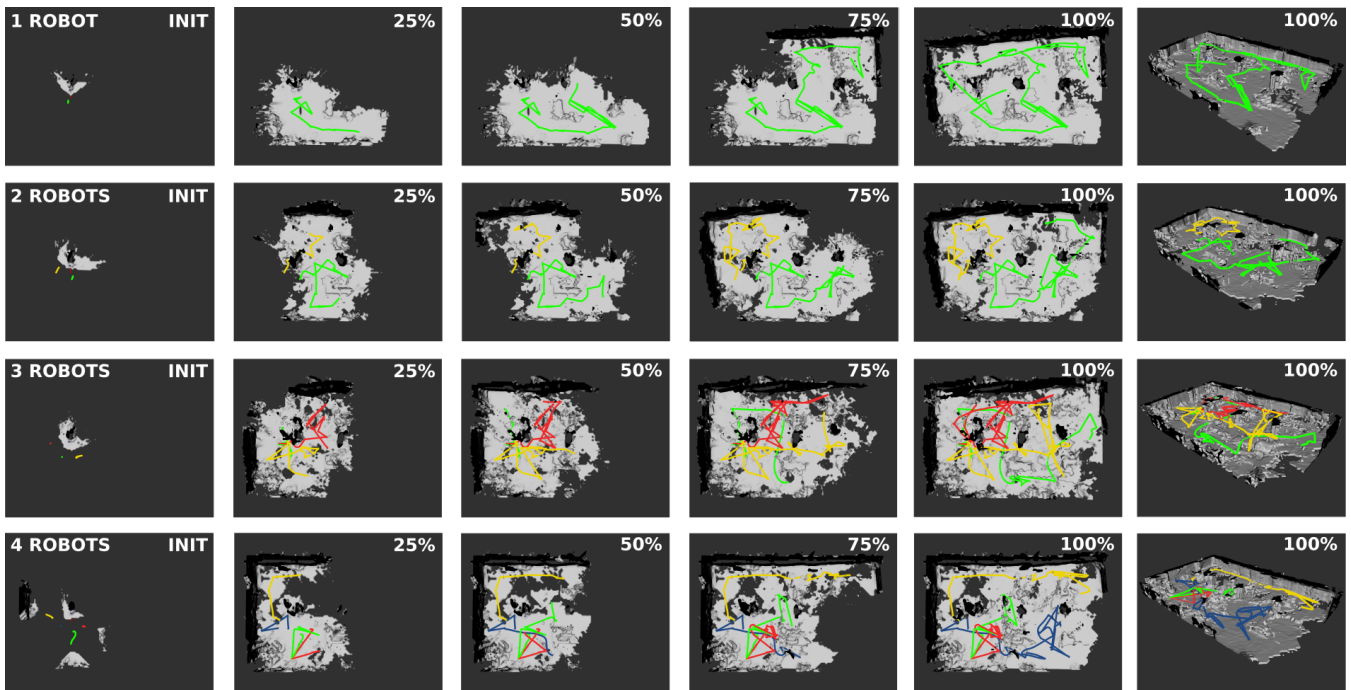 1 ROBOT INIT 25% 50% 75% 100% 100%
2 ROBOTS INIT 25% 50% 75% 100% 100%
3 ROBOTS INIT 25% 50% 75% 100% 100%
4 ROBOTS INIT 25% 50% 75% 100% 100%